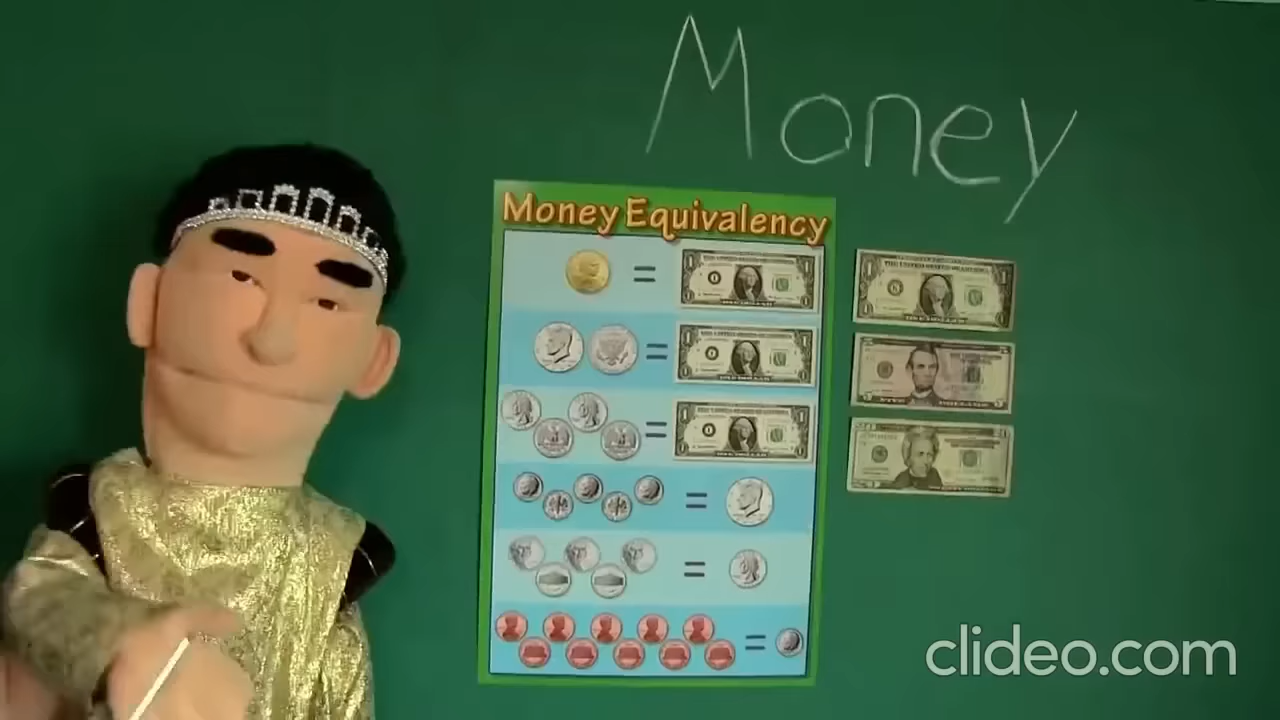 Money
Money Equivalency
=
=
=
=
=
=
clideo.com